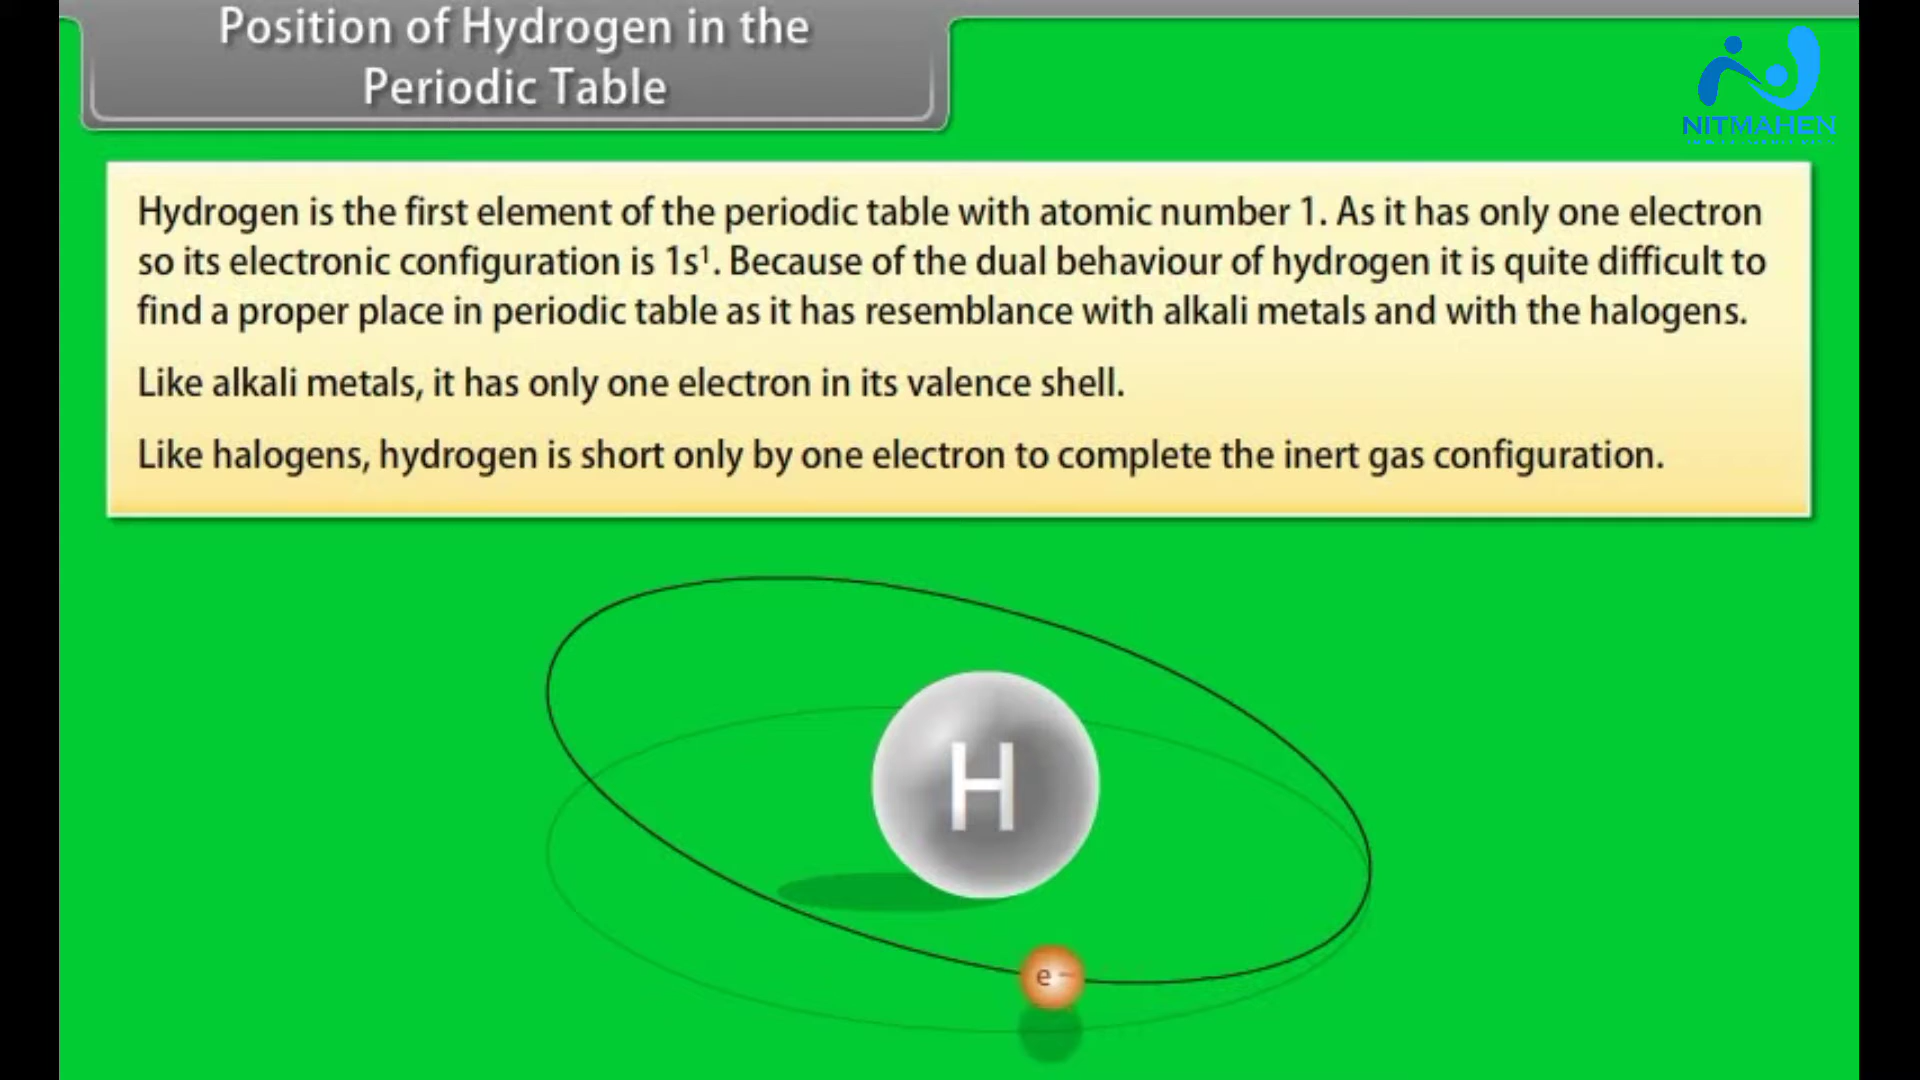 Position of Hydrogen in the
Periodic Table
NITMAHEN
Hydrogen is the first element of the periodic table with atomic number 1. As it has only one electron
so its electronic configuration is 1s¹. Because of the dual behaviour of hydrogen it is quite difficult to
find a proper place in periodic table as it has resemblance with alkali metals and with the halogens.
Like alkali metals, it has only one electron in its valence shell.
Like halogens, hydrogen is short only by one electron to complete the inert gas configuration.
H
e⁻